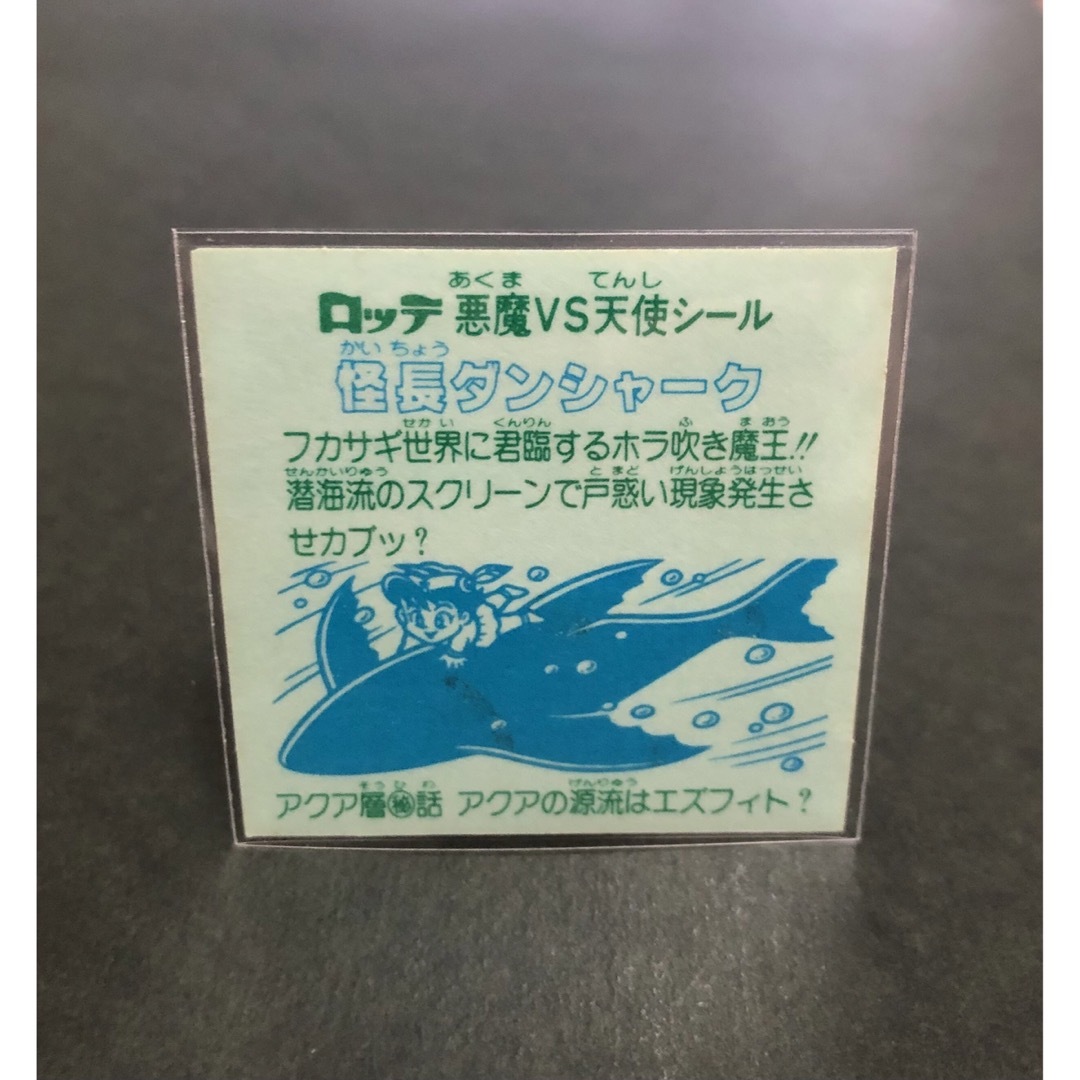 あくま てんし
ロッテ 悪魔VS天使シール
かい ちょう
怪長ダンシャーク
せかい くんりん ふ まおう
フカサギ世界に君臨するホラ吹き魔王!!
せんかいりゅう とまど げんしょうはっせい
潜海流のスクリーンで戸惑い現象発生さ
せカブッ?
そうひわ げんりゅう
アクア層㊙話 アクアの源流はエズフィト?